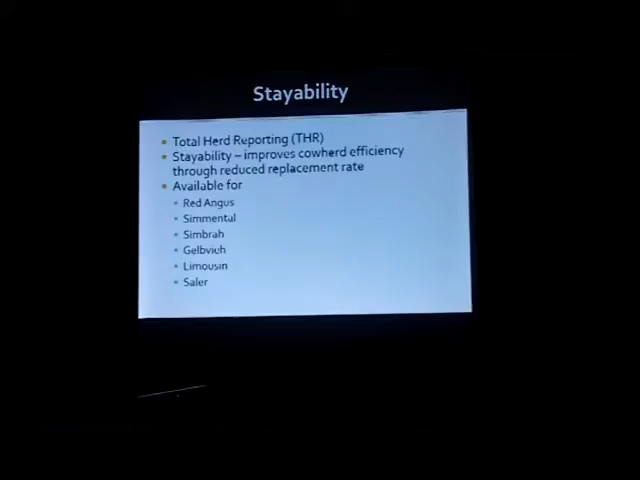 Stayability
Total Herd Reporting (THR)
Stayability – improves cowherd efficiency
through reduced replacement rate
Available for
Red Angus
Simmental
Simbrah
Gelbvieh
Limousin
Saler